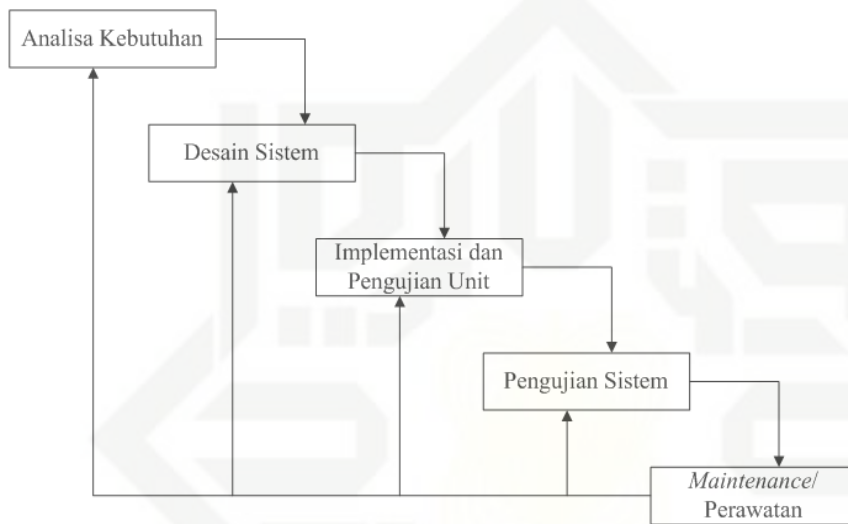 Analisa Kebutuhan
Desain Sistem
Implementasi dan
Pengujian Unit
Pengujian Sistem
Maintenance/
Perawatan